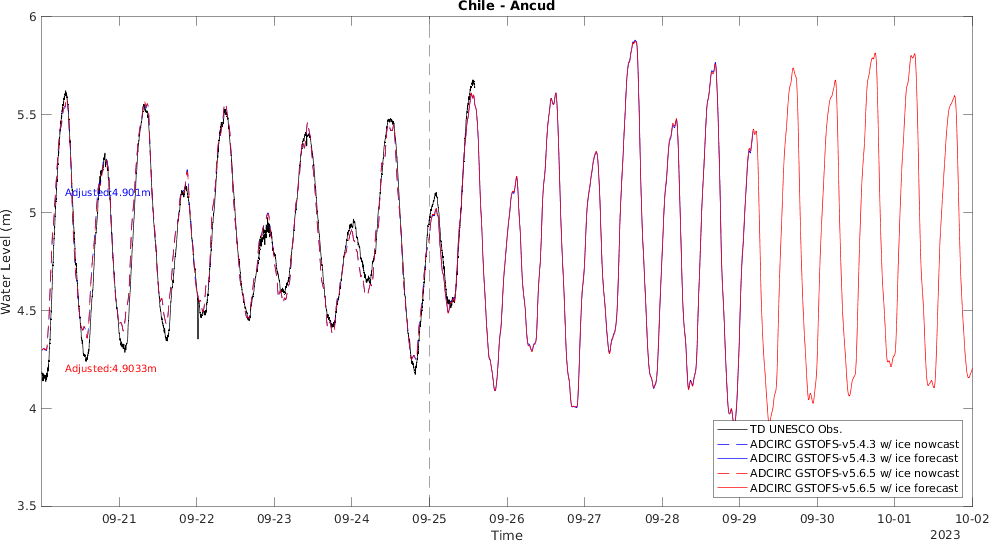 Chile - Ancud
6
5.5
5
4.5
4
3.5
Water Level (m)
Adjusted:4.901m
Adjusted:4.9033m
TD UNESCO Obs.
ADCIRC GSTOFS-v5.4.3 w/ ice nowcast
ADCIRC GSTOFS-v5.4.3 w/ ice forecast
ADCIRC GSTOFS-v5.6.5 w/ ice nowcast
ADCIRC GSTOFS-v5.6.5 w/ ice forecast
09-21 09-22 09-23 09-24 09-25 09-26 09-27 09-28 09-29 09-30 10-01 10-02
Time
2023